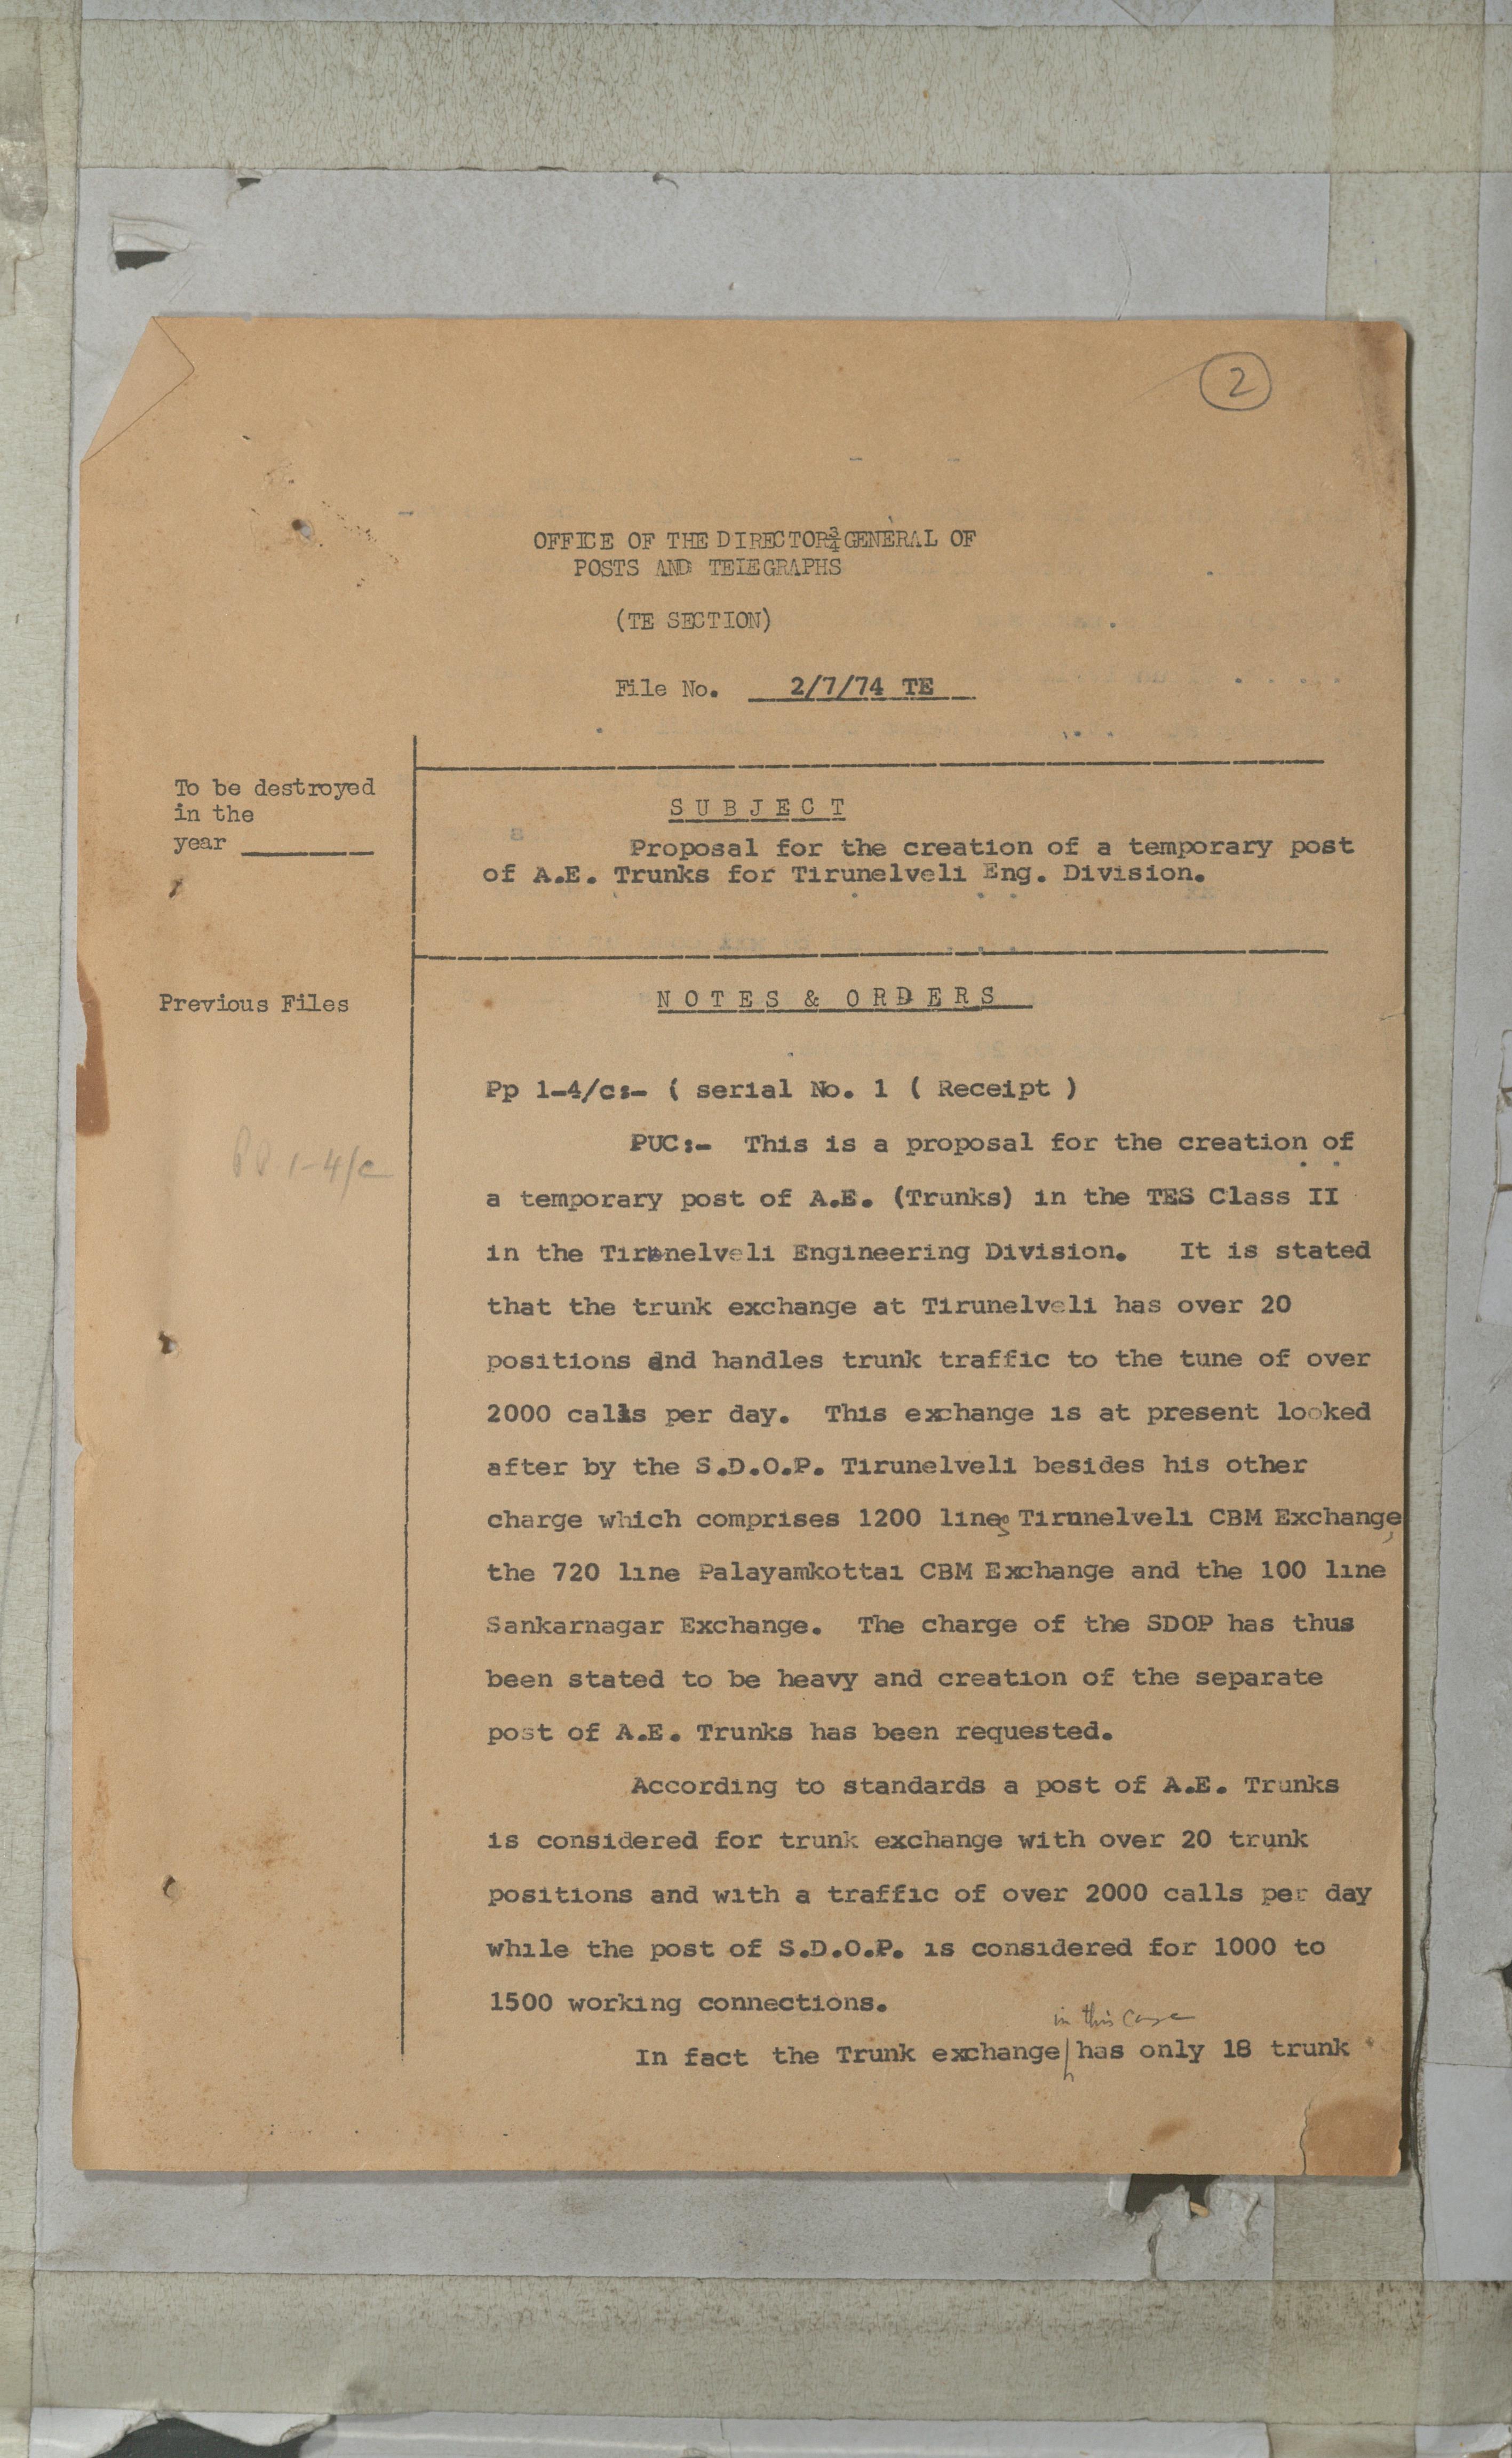 2
OFFICE OF THE DIRECTOR¾GENERAL OF
POSTS AND TELEGRAPHS
(TE SECTION)
File No. 2/7/74 TE
To be destroyed
in the
year
SUBJECT
Proposal for the creation of a temporary post
of A.E. Trunks for Tirunelveli Eng. Division.
Previous Files
NOTES & ORDERS
Pp 1-4/c:- ( serial No. 1 ( Receipt )
PUC:- This is a proposal for the creation of
PP 1-4/c
a temporary post of A.E. (Trunks) in the TES Class II
in the Tirunelveli Engineering Division. It is stated
that the trunk exchange at Tirunelveli has over 20
positions and handles trunk traffic to the tune of over
2000 calls per day. This exchange is at present looked
after by the S.D.O.P. Tirunelveli besides his other
charge which comprises 1200 lines Tirunelveli CBM Exchange,
the 720 line Palayamkottai CBM Exchange and the 100 line
Sankarnagar Exchange. The charge of the SDOP has thus
been stated to be heavy and creation of the separate
post of A.E. Trunks has been requested.
According to standards a post of A.E. Trunks
is considered for trunk exchange with over 20 trunk
positions and with a traffic of over 2000 calls per day
while the post of S.D.O.P. is considered for 1000 to
1500 working connections.
in this case
In fact the Trunk exchange has only 18 trunk